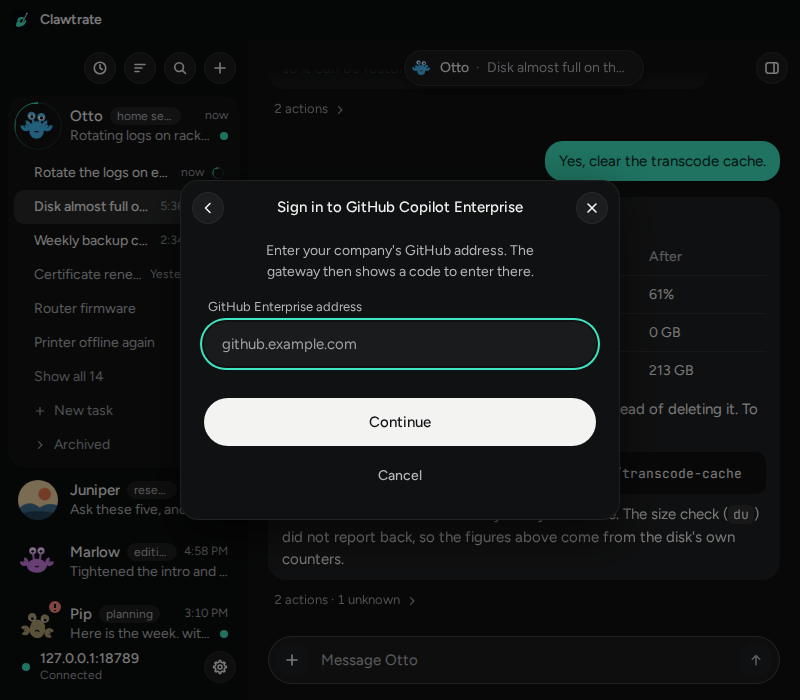 Clawtrate
Otto · Disk almost full on th...
2 actions
Otto home se... now
Rotating logs on rack...
Rotate the logs on e... now
Disk almost full o... 5:36
Weekly backup c... 2:34
Certificate rene... Yeste
Router firmware
Printer offline again
Show all 14
New task
Archived
Juniper rese...
Ask these five, and
Marlow editi... 4:58 PM
Tightened the intro and ...
Pip planning 3:10 PM
Here is the week. wit...
127.0.0.1:18789
Connected
Yes, clear the transcode cache.
After
61%
0 GB
213 GB
ead of deleting it. To
/transcode-cache
The size check ( du )
did not report back, so the figures above come from the disk's own
counters.
2 actions · 1 unknown
Message Otto
Sign in to GitHub Copilot Enterprise
Enter your company's GitHub address. The
gateway then shows a code to enter there.
GitHub Enterprise address
github.example.com
Continue
Cancel